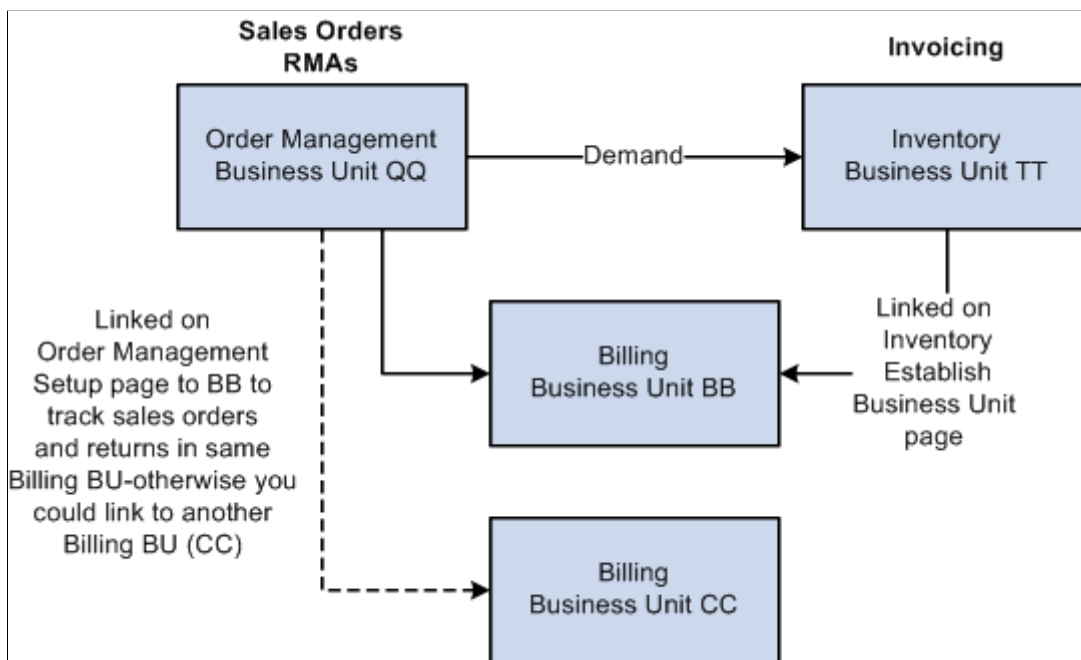 Sales Orders
RMAs
Invoicing
Order Management
Business Unit QQ
Demand
Inventory
Business Unit TT
Linked on
Order Management
Setup page to BB to
track sales orders
and returns in same
Billing BU-otherwise you
could link to another
Billing BU (CC)
Billing
Business Unit BB
Linked on
Inventory
Establish
Business Unit
page
Billing
Business Unit CC